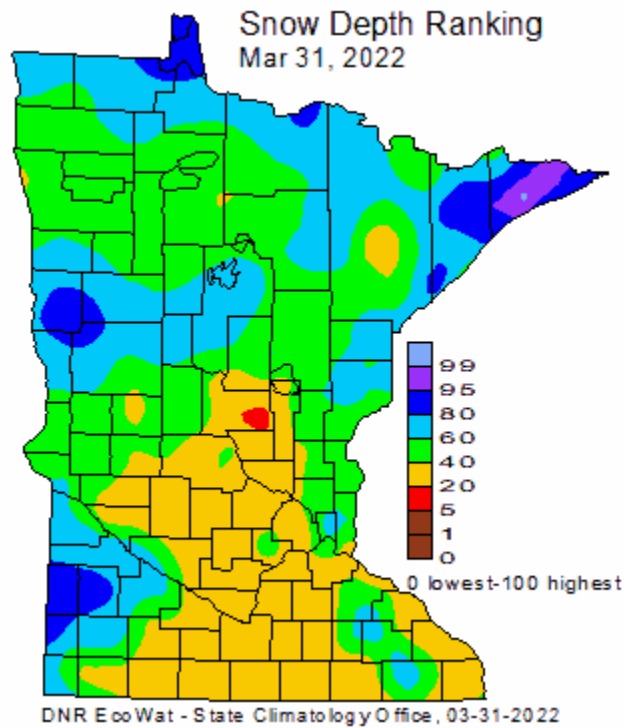 Snow Depth Ranking
Mar 31, 2022
99
95
80
60
40
20
5
1
0
0 lowest-100 highest
DNR EcoWat - State Climatology Office, 03-31-2022